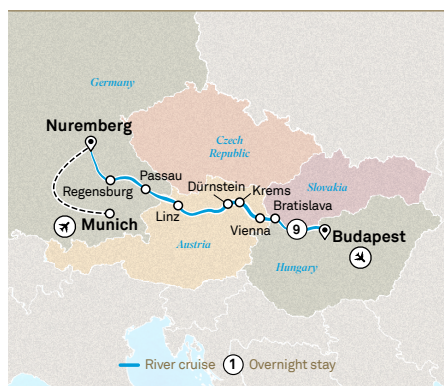 Germany
Nuremberg
Czech
Republic
Passau
Regensburg
Dürnstein
Krems
Slovakia
Linz
Bratislava
Munich
Vienna
9
Budapest
Austria
Hungary
River cruise 1 Overnight stay